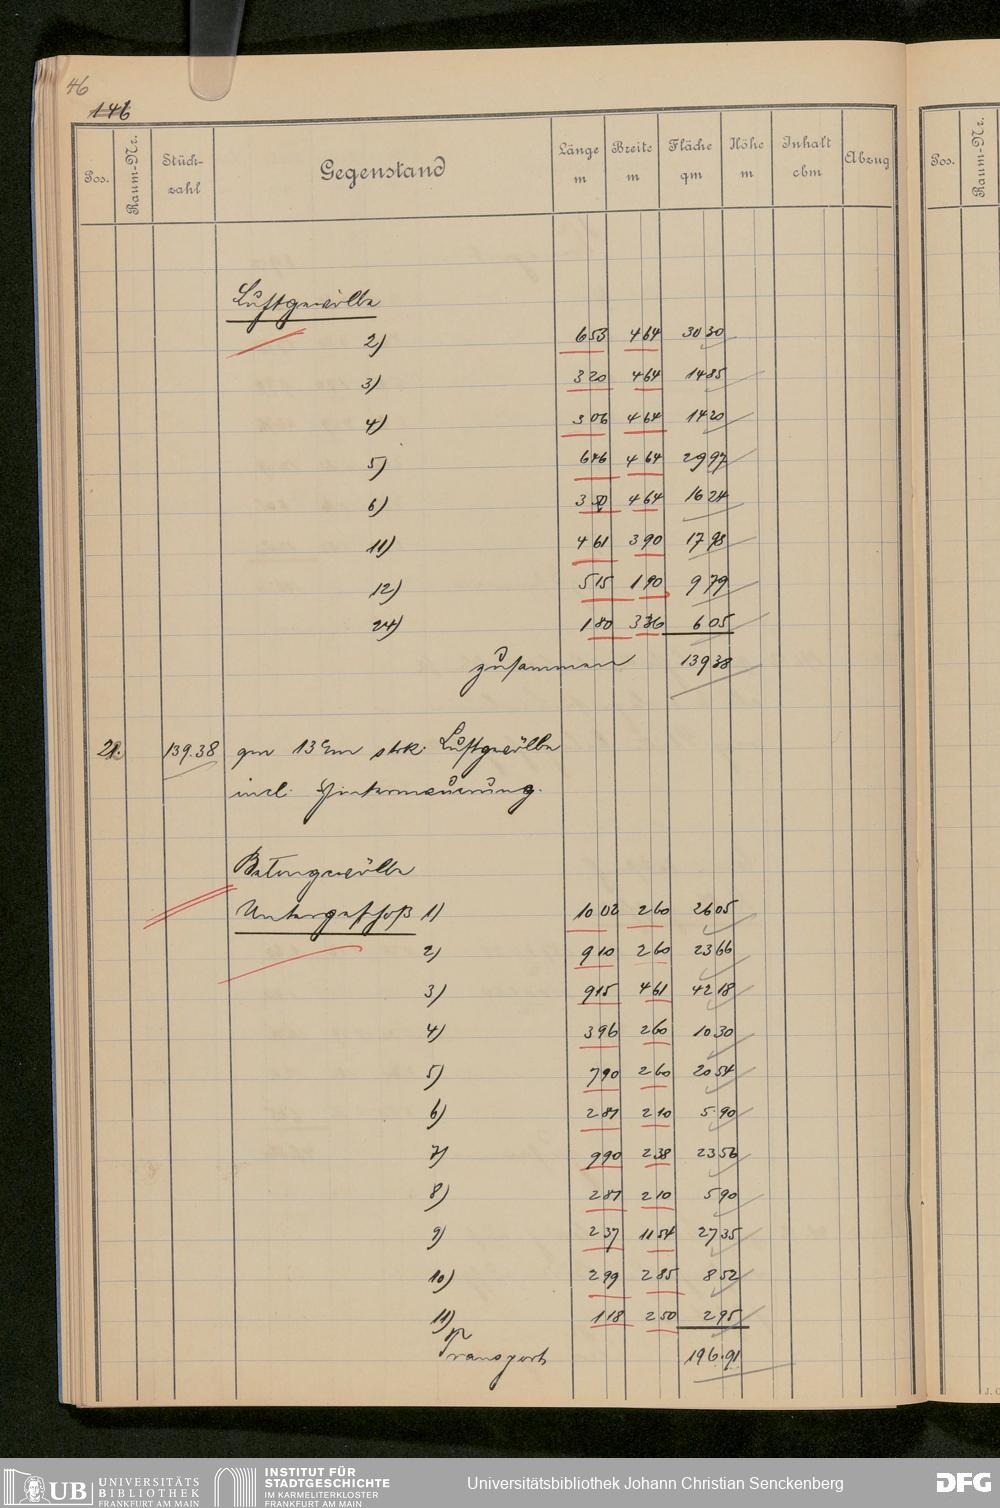 46
146
Pos. Raum-Nr. Stückzahl Gegenstand Länge m Breite m Fläche qm Höhe m Inhalt cbm Abzug
Pos. Raum-Nr.
Luftgewölbe
2) 6 53 4 64 30 30
3) 3 20 4 64 14 85
4) 3 06 4 64 14 20
5) 6 46 4 64 29 97
6) 3 50 4 64 16 24
11) 4 61 3 90 17 98
12) 5 15 1 90 9 79
24) 1 80 3 36 6 05
zusammen 139 38
21. 139.38 qm 13 cm stk. Luftgewölbe
incl. Hintermauerung.
Betongewölbe
Untergeschoß 1) 10 02 2 60 26 05
2) 9 10 2 60 23 66
3) 9 15 4 61 42 18
4) 3 96 2 60 10 30
5) 7 90 2 60 20 54
6) 2 81 2 10 5 90
7) 9 90 2 38 23 56
8) 2 81 2 10 5 90
9) 2 37 11 54 27 35
10) 2 99 2 85 8 52
11) 1 18 2 50 2 95
Transport 196.91
UB UNIVERSITÄTS BIBLIOTHEK FRANKFURT AM MAIN
INSTITUT FÜR STADTGESCHICHTE IM KARMELITERKLOSTER FRANKFURT AM MAIN
Universitätsbibliothek Johann Christian Senckenberg
DFG